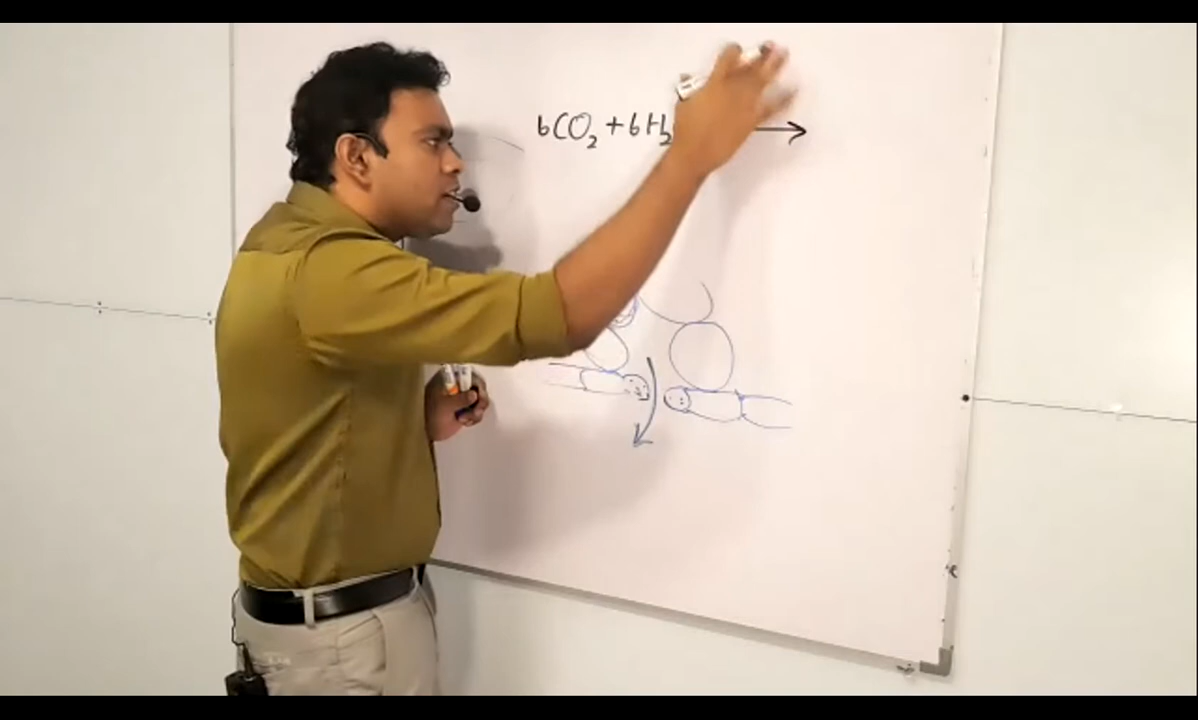 6CO₂ + 6H₂ →